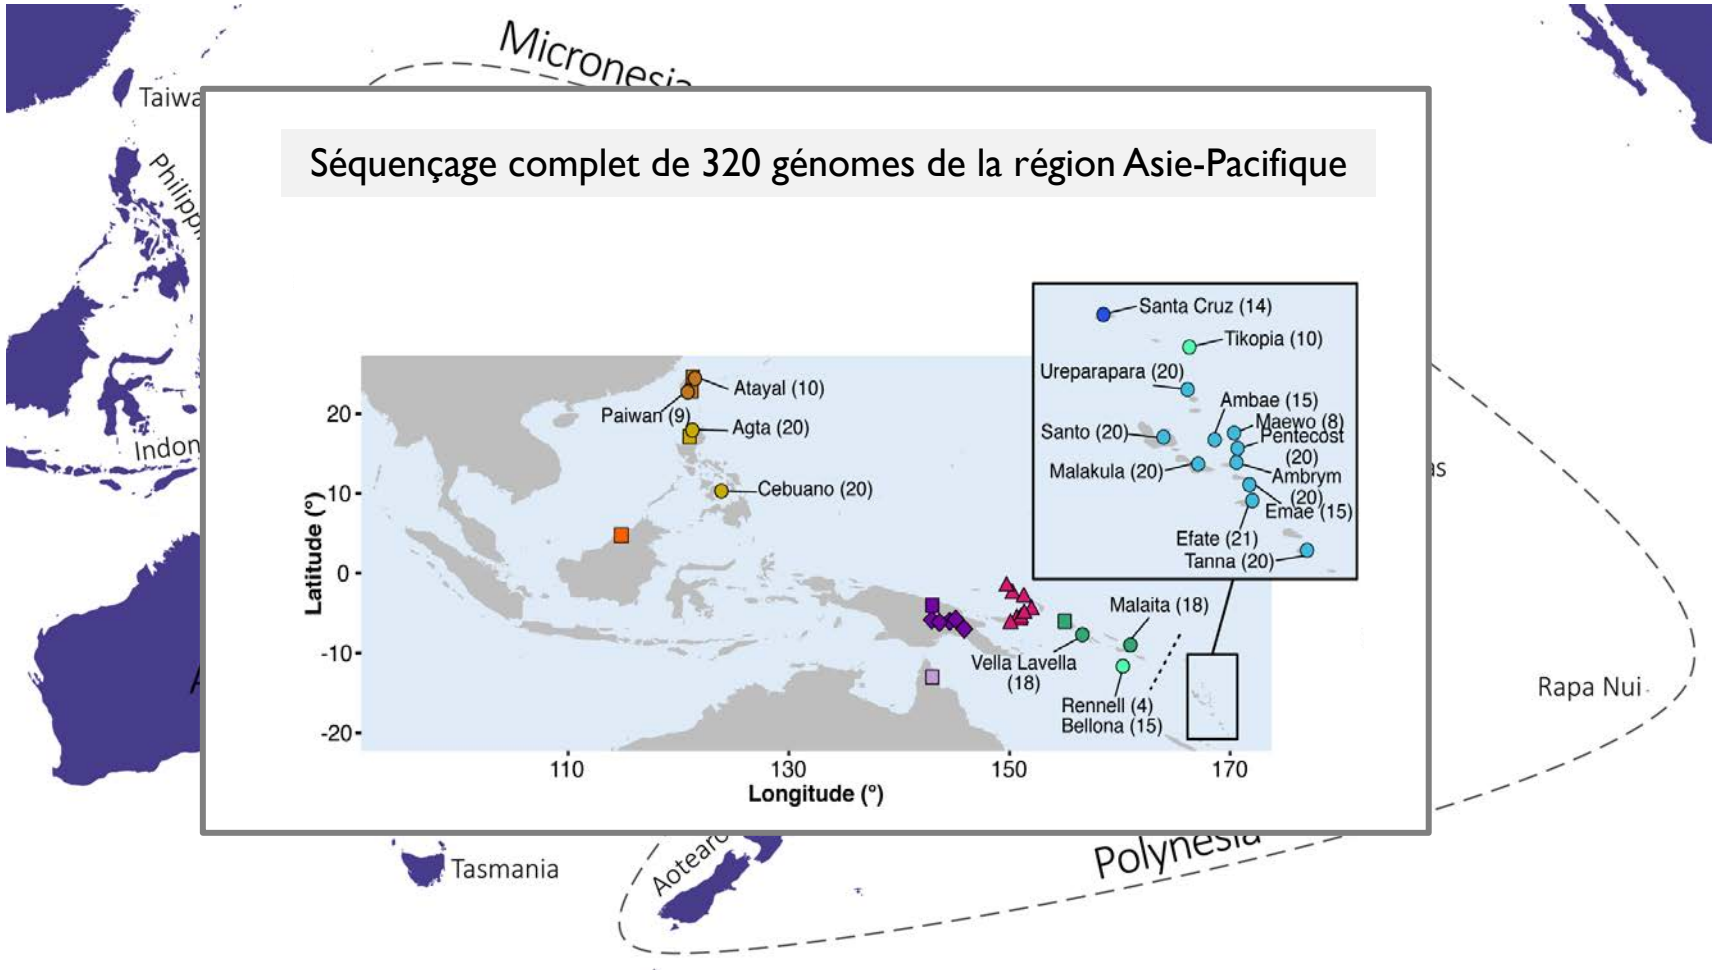 Micronesia
Taiwa
Philippi
Indon
Séquençage complet de 320 génomes de la région Asie-Pacifique
Santa Cruz (14)
Tikopia (10)
Ureparapara (20)
Ambae (15)
Maewo (8)
Santo (20)
Pentecost
(20)
Malakula (20)
Ambrym
(20)
Emae (15)
Efate (21)
Tanna (20)
Atayal (10)
Paiwan (9)
Agta (20)
Cebuano (20)
Malaita (18)
Vella Lavella
(18)
Rennell (4)
Bellona (15)
Latitude (°)
20
10
0
-10
-20
110
130
150
170
Longitude (°)
as
Rapa Nui
Tasmania
Aotearo
Polynesia